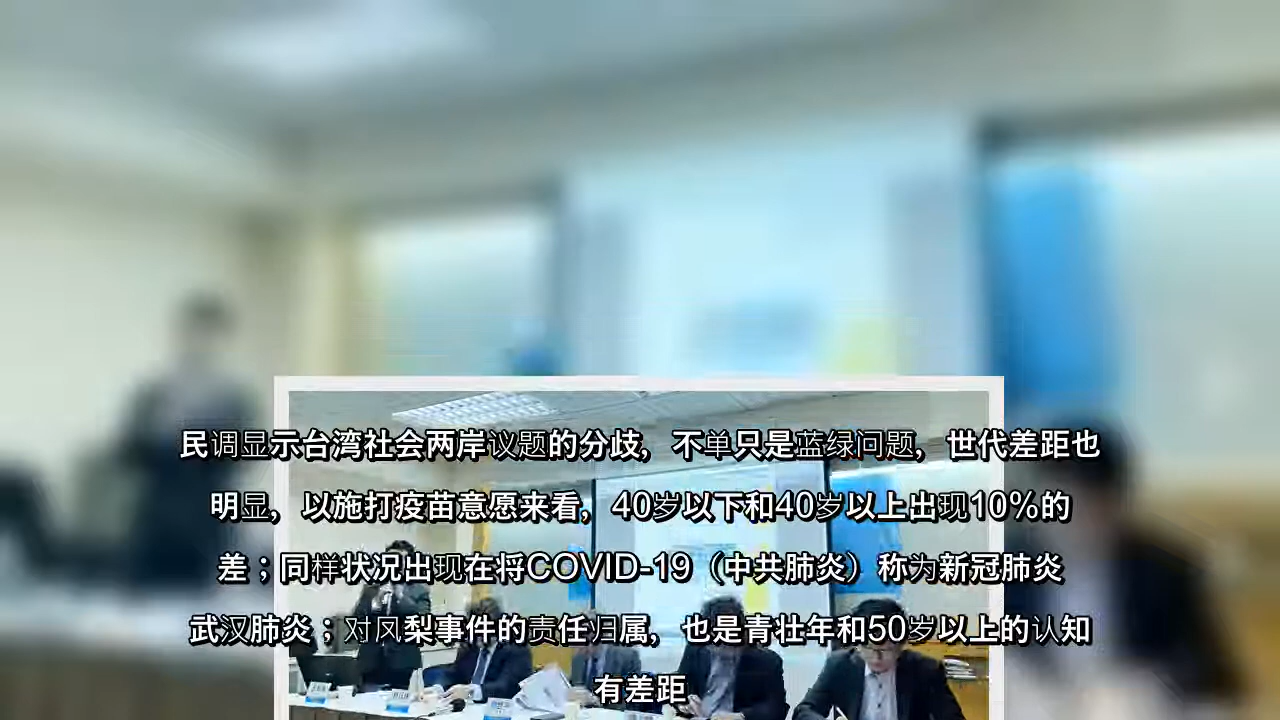 民调显示台湾社会两岸议题的分歧，不单只是蓝绿问题，世代差距也
明显，以施打疫苗意愿来看，40岁以下和40岁以上出现10%的
差；同样状况出现在将COVID-19（中共肺炎）称为新冠肺炎
武汉肺炎；对凤梨事件的责任归属，也是青壮年和50岁以上的认知
有差距